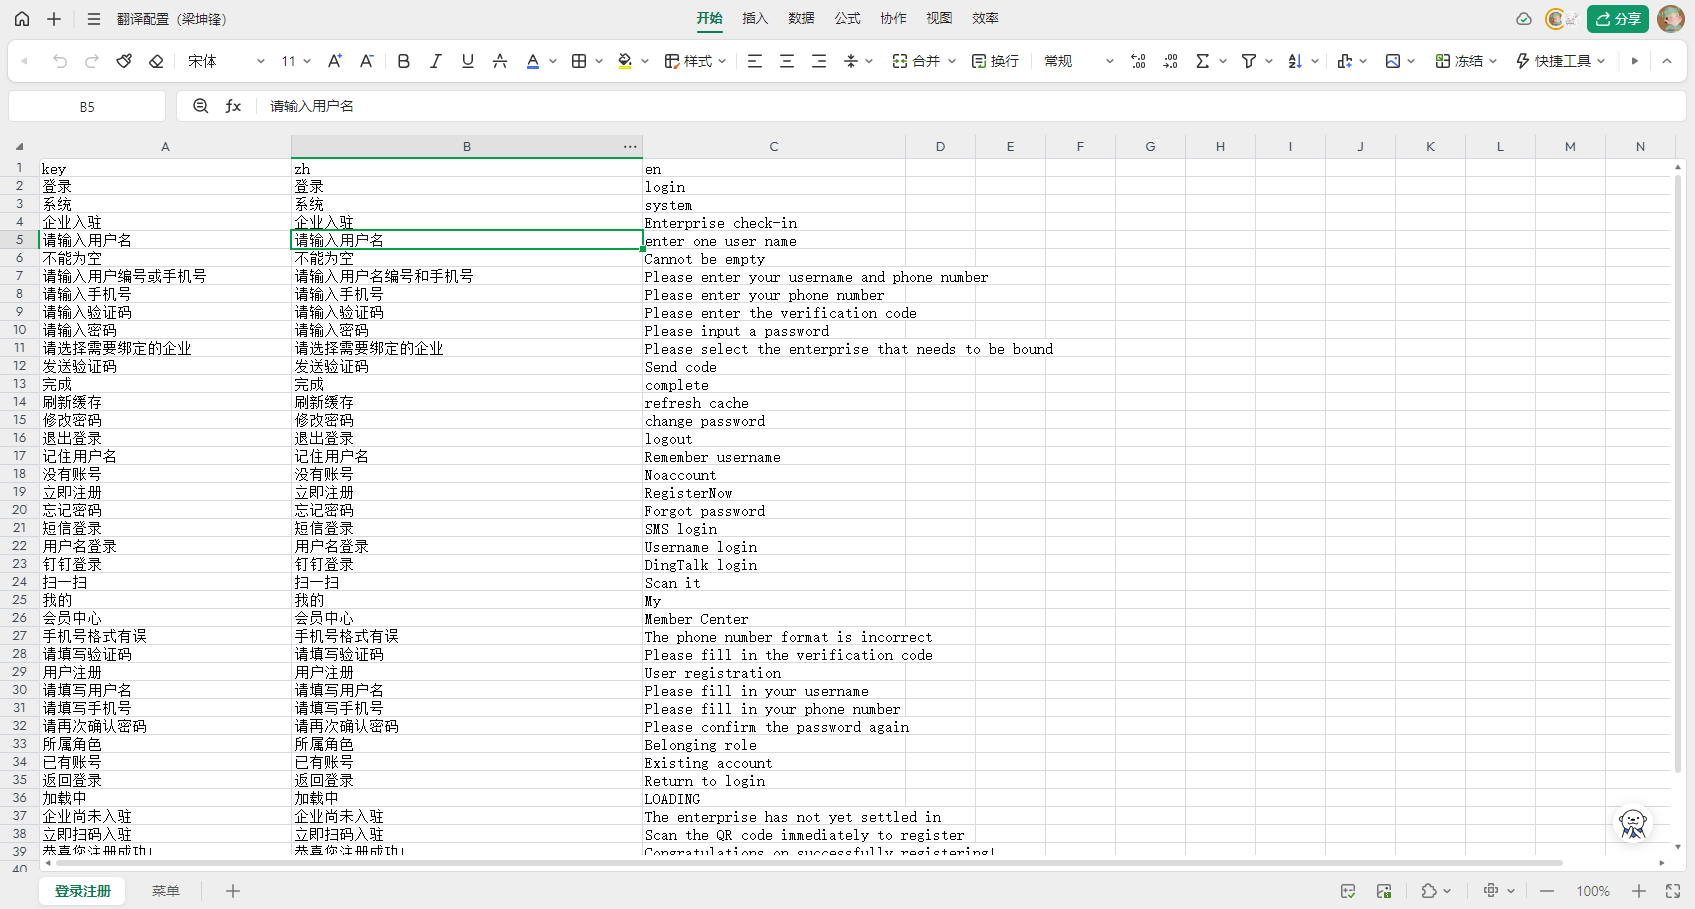 翻译配置（梁坤锋）
开始 插入 数据 公式 协作 视图 效率
分享
宋体 11 A⁺ A⁻ B I U A A 样式 合并 换行 常规 冻结 快捷工具
B5 fx 请输入用户名
A B C D E F G H I J K L M N
1 key zh en
2 登录 登录 login
3 系统 系统 system
4 企业入驻 企业入驻 Enterprise check-in
5 请输入用户名 请输入用户名 enter one user name
6 不能为空 不能为空 Cannot be empty
7 请输入用户编号或手机号 请输入用户名编号和手机号 Please enter your username and phone number
8 请输入手机号 请输入手机号 Please enter your phone number
9 请输入验证码 请输入验证码 Please enter the verification code
10 请输入密码 请输入密码 Please input a password
11 请选择需要绑定的企业 请选择需要绑定的企业 Please select the enterprise that needs to be bound
12 发送验证码 发送验证码 Send code
13 完成 完成 complete
14 刷新缓存 刷新缓存 refresh cache
15 修改密码 修改密码 change password
16 退出登录 退出登录 logout
17 记住用户名 记住用户名 Remember username
18 没有账号 没有账号 Noaccount
19 立即注册 立即注册 RegisterNow
20 忘记密码 忘记密码 Forgot password
21 短信登录 短信登录 SMS login
22 用户名登录 用户名登录 Username login
23 钉钉登录 钉钉登录 DingTalk login
24 扫一扫 扫一扫 Scan it
25 我的 我的 My
26 会员中心 会员中心 Member Center
27 手机号格式有误 手机号格式有误 The phone number format is incorrect
28 请填写验证码 请填写验证码 Please fill in the verification code
29 用户注册 用户注册 User registration
30 请填写用户名 请填写用户名 Please fill in your username
31 请填写手机号 请填写手机号 Please fill in your phone number
32 请再次确认密码 请再次确认密码 Please confirm the password again
33 所属角色 所属角色 Belonging role
34 已有账号 已有账号 Existing account
35 返回登录 返回登录 Return to login
36 加载中 加载中 LOADING
37 企业尚未入驻 企业尚未入驻 The enterprise has not yet settled in
38 立即扫码入驻 立即扫码入驻 Scan the QR code immediately to register
39 恭喜您注册成功! 恭喜您注册成功! Congratulations on successfully registering!
40
登录注册 菜单
100%